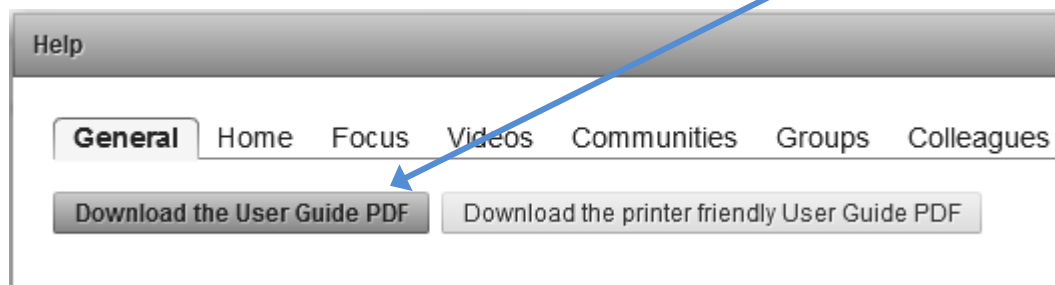 Help
General Home Focus Videos Communities Groups Colleagues
Download the User Guide PDF Download the printer friendly User Guide PDF